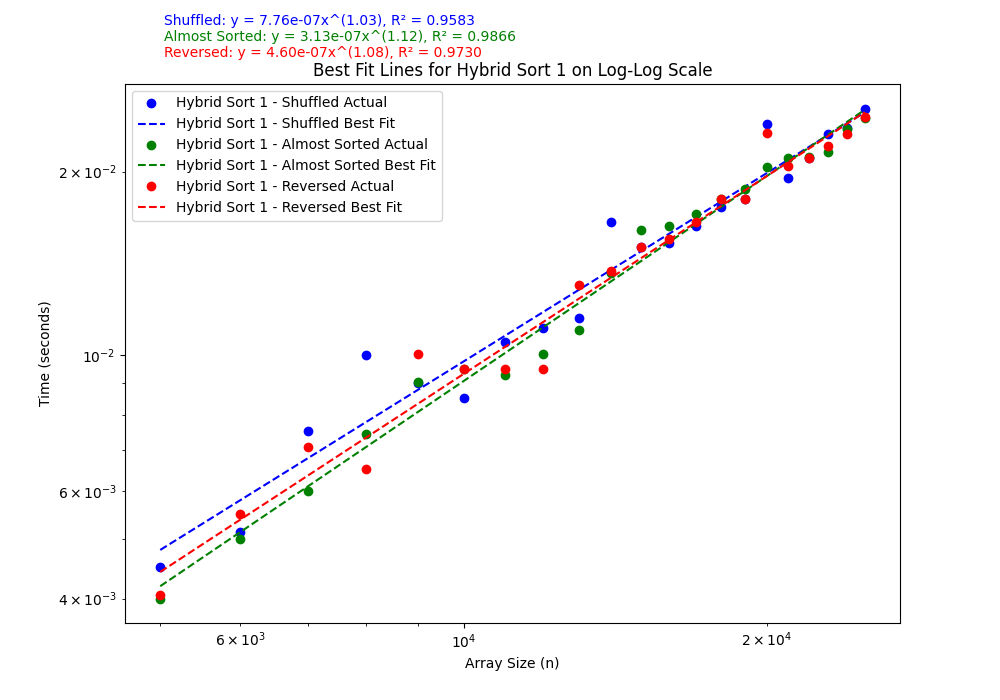 Shuffled: y = 7.76e-07x^(1.03), R² = 0.9583
Almost Sorted: y = 3.13e-07x^(1.12), R² = 0.9866
Reversed: y = 4.60e-07x^(1.08), R² = 0.9730
Best Fit Lines for Hybrid Sort 1 on Log-Log Scale
Hybrid Sort 1 - Shuffled Actual
Hybrid Sort 1 - Shuffled Best Fit
Hybrid Sort 1 - Almost Sorted Actual
Hybrid Sort 1 - Almost Sorted Best Fit
Hybrid Sort 1 - Reversed Actual
Hybrid Sort 1 - Reversed Best Fit
2 × 10⁻²
10⁻²
6 × 10⁻³
4 × 10⁻³
Time (seconds)
6 × 10³
10⁴
2 × 10⁴
Array Size (n)